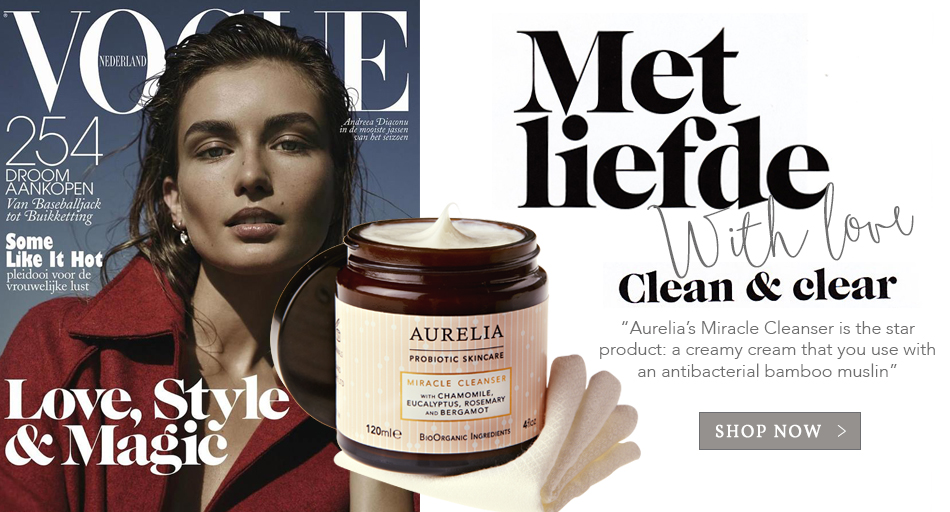 VOGUE
NEDERLAND
254
DROOM
AANKOPEN
Van Baseballjack
tot Buikketting
Some
Like It Hot
pleidooi voor de
vrouwelijke lust
Andreea Diaconu
in de mooiste jassen
van het seizoen
Love, Style
& Magic
AURELIA
PROBIOTIC SKINCARE
MIRACLE CLEANSER
WITH CHAMOMILE,
EUCALYPTUS, ROSEMARY
AND BERGAMOT
120ml e 4floz
BIOORGANIC INGREDIENTS
Met
liefde
With love
Clean & clear
“Aurelia’s Miracle Cleanser is the star
product: a creamy cream that you use with
an antibacterial bamboo muslin”
SHOP NOW >